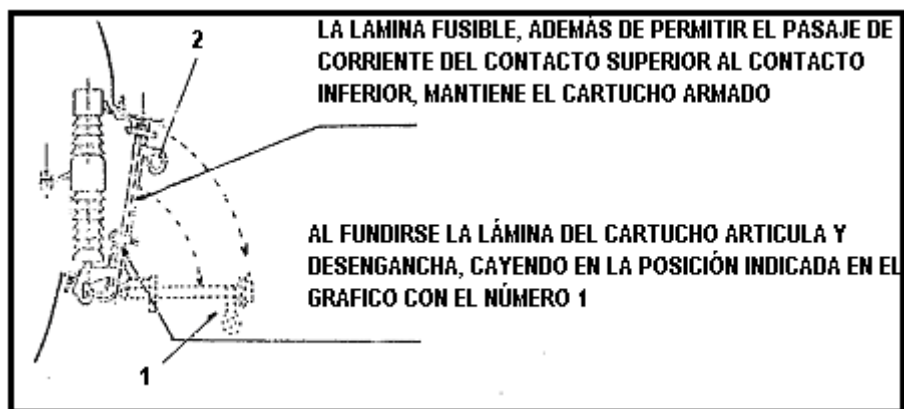 2
LA LAMINA FUSIBLE, ADEMÁS DE PERMITIR EL PASAJE DE
CORRIENTE DEL CONTACTO SUPERIOR AL CONTACTO
INFERIOR, MANTIENE EL CARTUCHO ARMADO
AL FUNDIRSE LA LÁMINA DEL CARTUCHO ARTICULA Y
DESENGANCHA, CAYENDO EN LA POSICIÓN INDICADA EN EL
GRAFICO CON EL NÚMERO 1
1